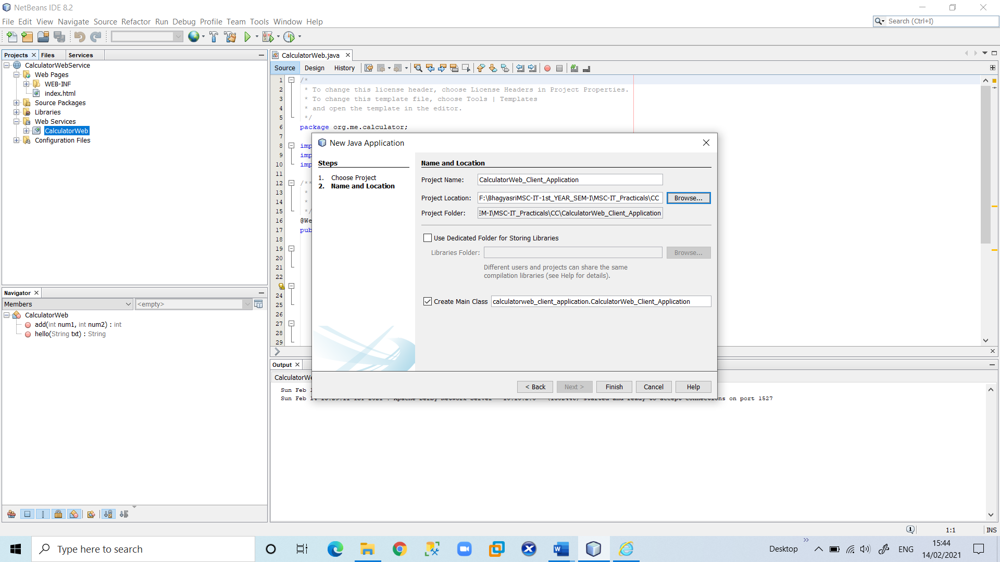 NetBeans IDE 8.2
File Edit View Navigate Source Refactor Run Debug Profile Team Tools Window Help
Search (Ctrl+I)
Projects Files Services
CalculatorWebService
Web Pages
WEB-INF
index.html
Source Packages
Libraries
Web Services
CalculatorWeb
Configuration Files
Navigator
Members
<empty>
CalculatorWeb
add(int num1, int num2) : int
hello(String txt) : String
CalculatorWeb.java
Source Design History
1 /*
2 * To change this license header, choose License Headers in Project Properties.
3 * To change this template file, choose Tools | Templates
4 * and open the template in the editor.
5 */
6 package org.me.calculator;
7
8 imp
9 imp
10 imp
11
12 /**
13 *
14 *
15 */
16 @We
17 pub
18
19
20
21
22
24
25
26
27
28
29
New Java Application
Steps
1. Choose Project
2. Name and Location
Name and Location
Project Name: CalculatorWeb_Client_Application
Project Location: F:\BhagyasriMSC-IT-1st_YEAR_SEM-I\MSC-IT_Practicals\CC Browse...
Project Folder: EM-I\MSC-IT_Practicals\CC\CalculatorWeb_Client_Application
Use Dedicated Folder for Storing Libraries
Libraries Folder: Browse...
Different users and projects can share the same
compilation libraries (see Help for details).
Create Main Class calculatorweb_client_application.CalculatorWeb_Client_Application
< Back Next > Finish Cancel Help
Output
CalculatorWe
Sun Feb
Sun Feb 14 started and ready to accept connections on port 1527
1:1 INS
Type here to search
Desktop
ENG
15:44
14/02/2021